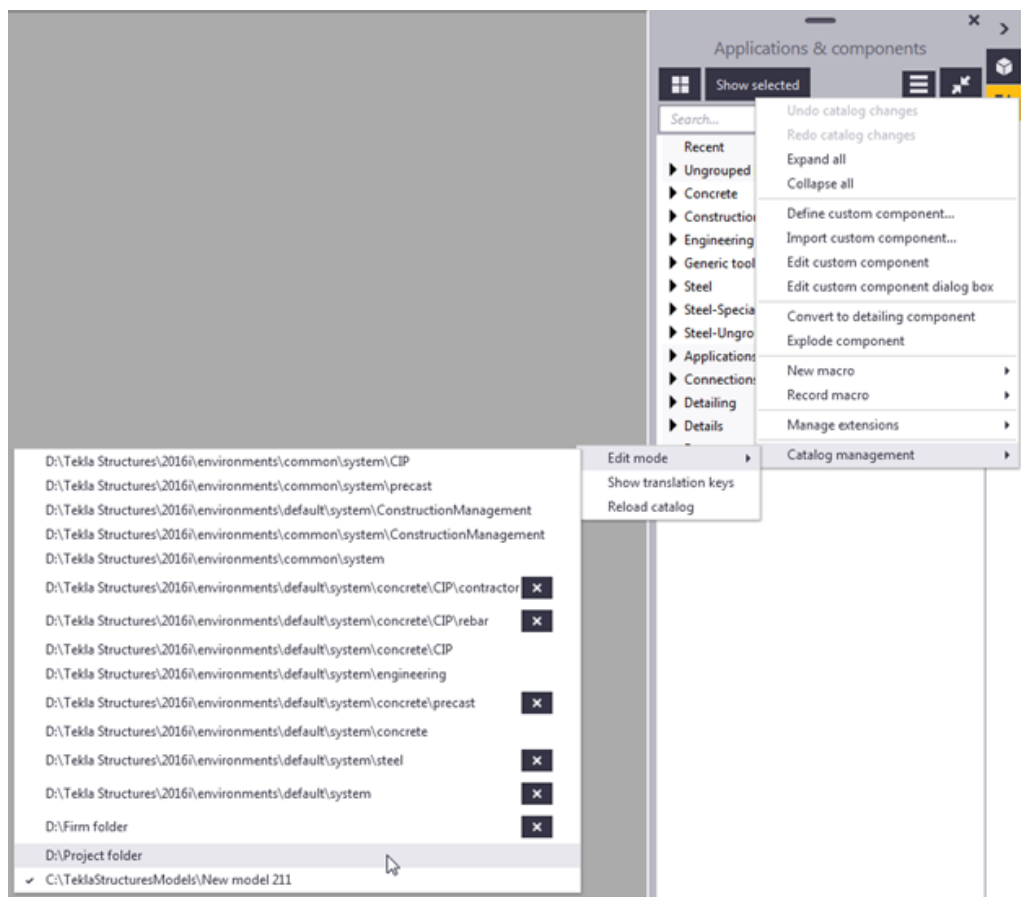 Applications & components
Show selected
Search...
Recent
Ungrouped
Concrete
Construction
Engineering
Generic tool
Steel
Steel-Specia
Steel-Ungro
Applications
Connections
Detailing
Details
Undo catalog changes
Redo catalog changes
Expand all
Collapse all
Define custom component...
Import custom component...
Edit custom component
Edit custom component dialog box
Convert to detailing component
Explode component
New macro
Record macro
Manage extensions
Catalog management
Edit mode
Show translation keys
Reload catalog
D:\Tekla Structures\2016i\environments\common\system\CIP
D:\Tekla Structures\2016i\environments\common\system\precast
D:\Tekla Structures\2016i\environments\default\system\ConstructionManagement
D:\Tekla Structures\2016i\environments\common\system\ConstructionManagement
D:\Tekla Structures\2016i\environments\common\system
D:\Tekla Structures\2016i\environments\default\system\concrete\CIP\contractor
D:\Tekla Structures\2016i\environments\default\system\concrete\CIP\rebar
D:\Tekla Structures\2016i\environments\default\system\concrete\CIP
D:\Tekla Structures\2016i\environments\default\system\engineering
D:\Tekla Structures\2016i\environments\default\system\concrete\precast
D:\Tekla Structures\2016i\environments\default\system\concrete
D:\Tekla Structures\2016i\environments\default\system\steel
D:\Tekla Structures\2016i\environments\default\system
D:\Firm folder
D:\Project folder
C:\TeklaStructuresModels\New model 211